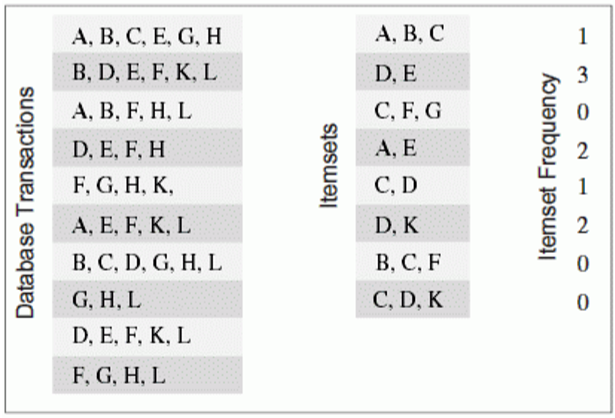 Database Transactions
A, B, C, E, G, H
B, D, E, F, K, L
A, B, F, H, L
D, E, F, H
F, G, H, K,
A, E, F, K, L
B, C, D, G, H, L
G, H, L
D, E, F, K, L
F, G, H, L
Itemsets
A, B, C
D, E
C, F, G
A, E
C, D
D, K
B, C, F
C, D, K
Itemset Frequency
1
3
0
2
1
2
0
0